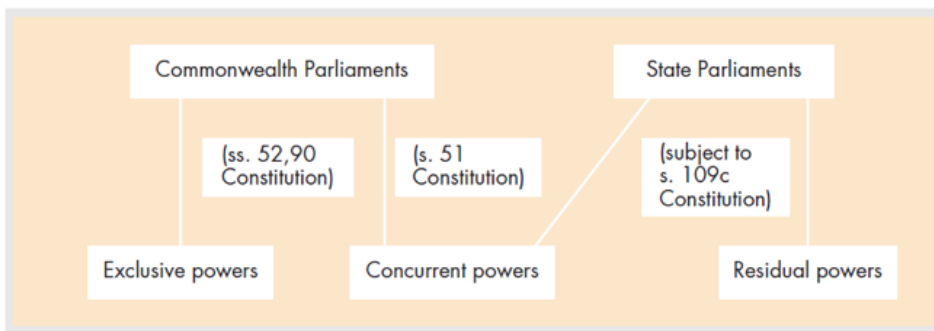 Commonwealth Parliaments
State Parliaments
(ss. 52,90
Constitution)
(s. 51
Constitution)
(subject to
s. 109c
Constitution)
Exclusive powers
Concurrent powers
Residual powers